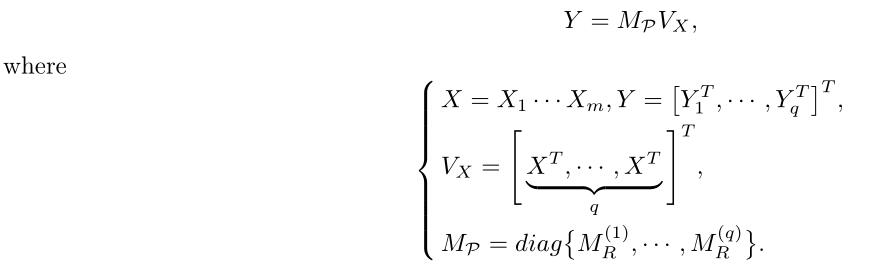 Y = M_𝒫 V_X,
where
X = X_1 ⋯ X_m, Y = [Y_1^T, ⋯ , Y_q^T]^T,
V_X = [X^T, ⋯ , X^T]^T,
q
M_𝒫 = diag{M_R^{(1)}, ⋯ , M_R^{(q)}}.